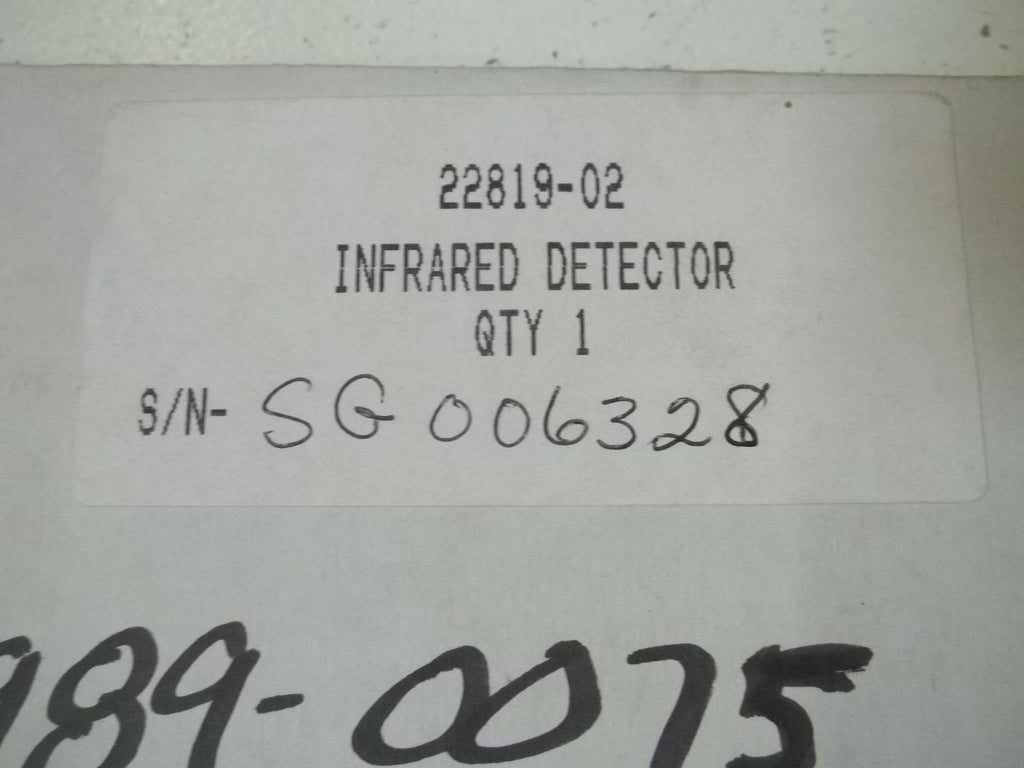 22819-02
INFRARED DETECTOR
QTY 1
S/N- SG 006328
989-0075